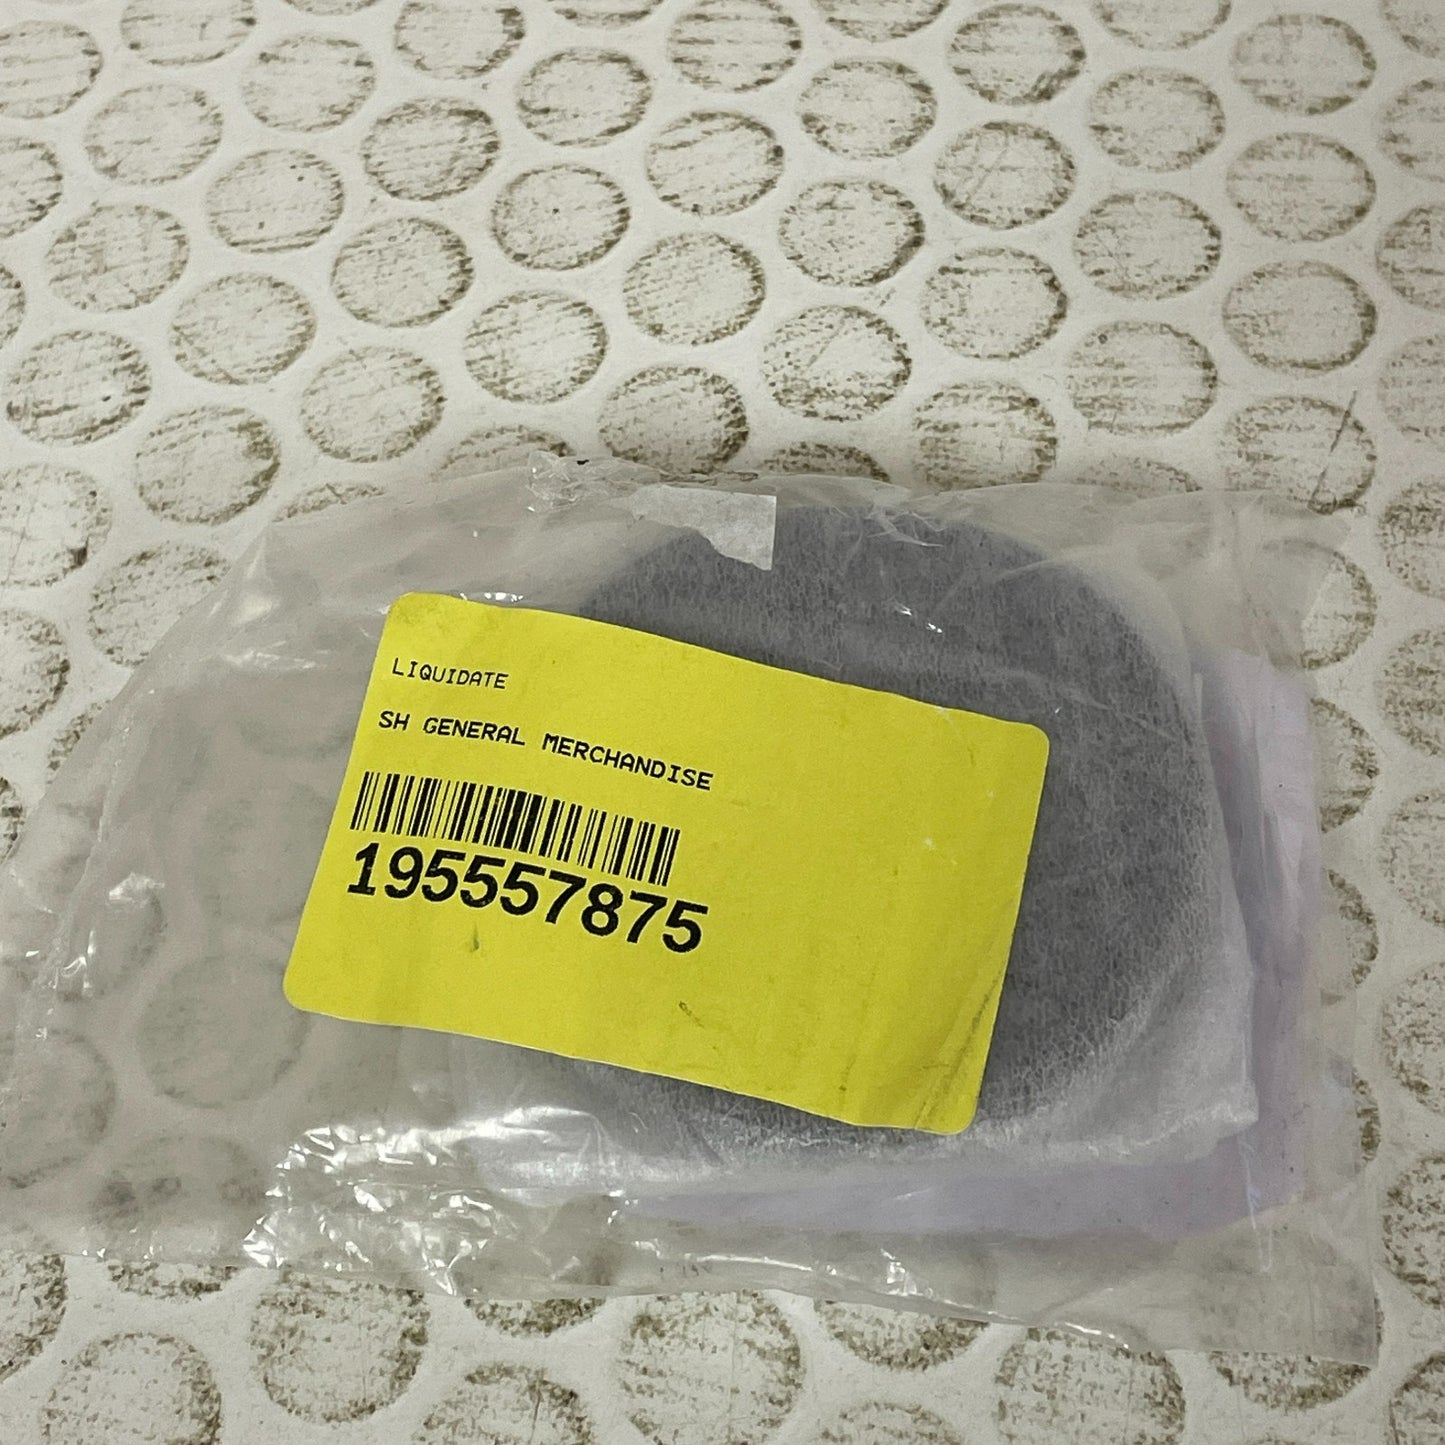 LIQUIDATE
SH GENERAL MERCHANDISE
195557875